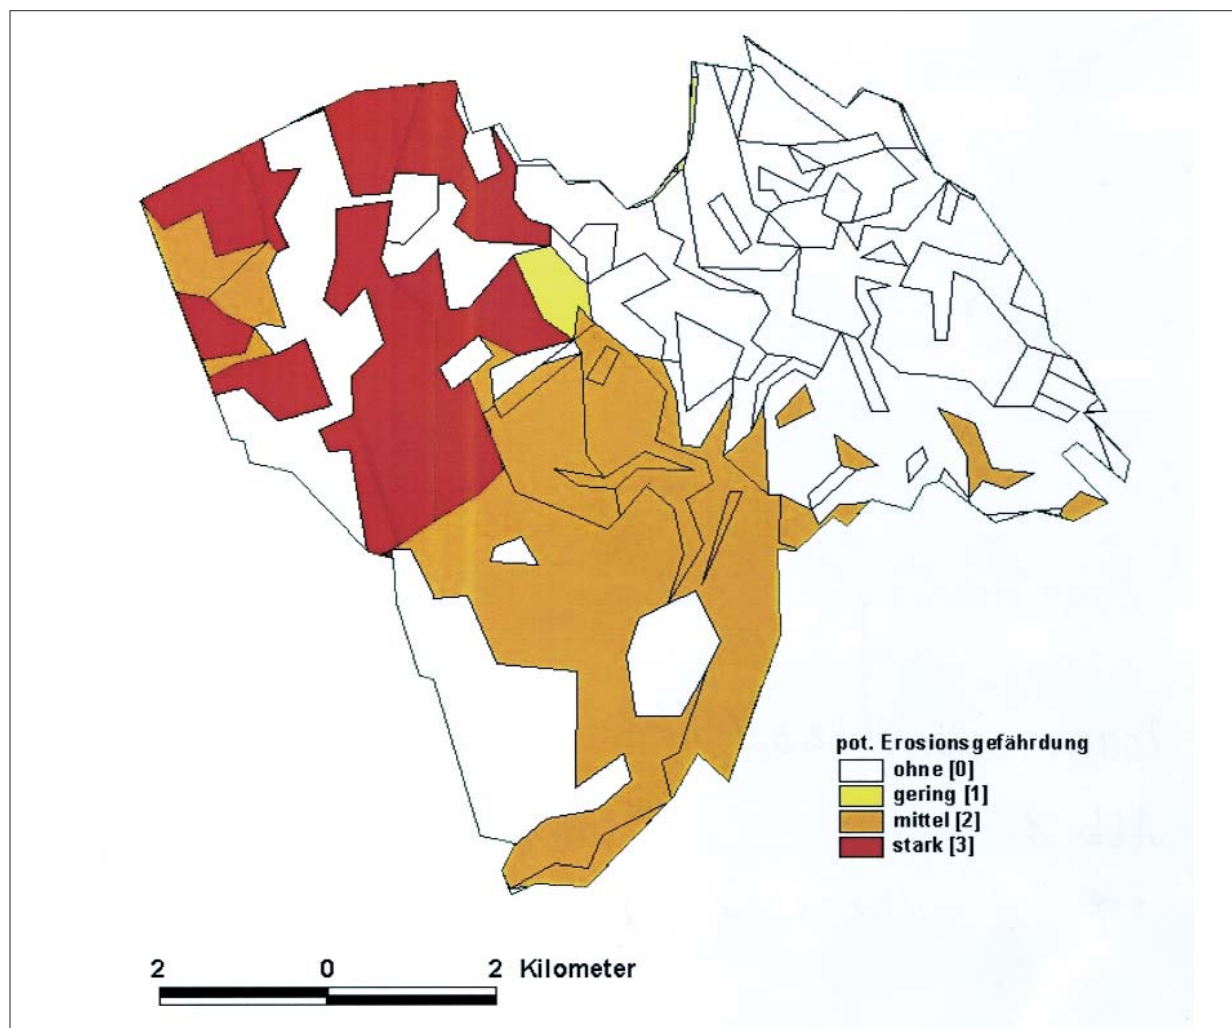 pot. Erosionsgefährdung
ohne [0]
gering [1]
mittel [2]
stark [3]
2 0 2 Kilometer